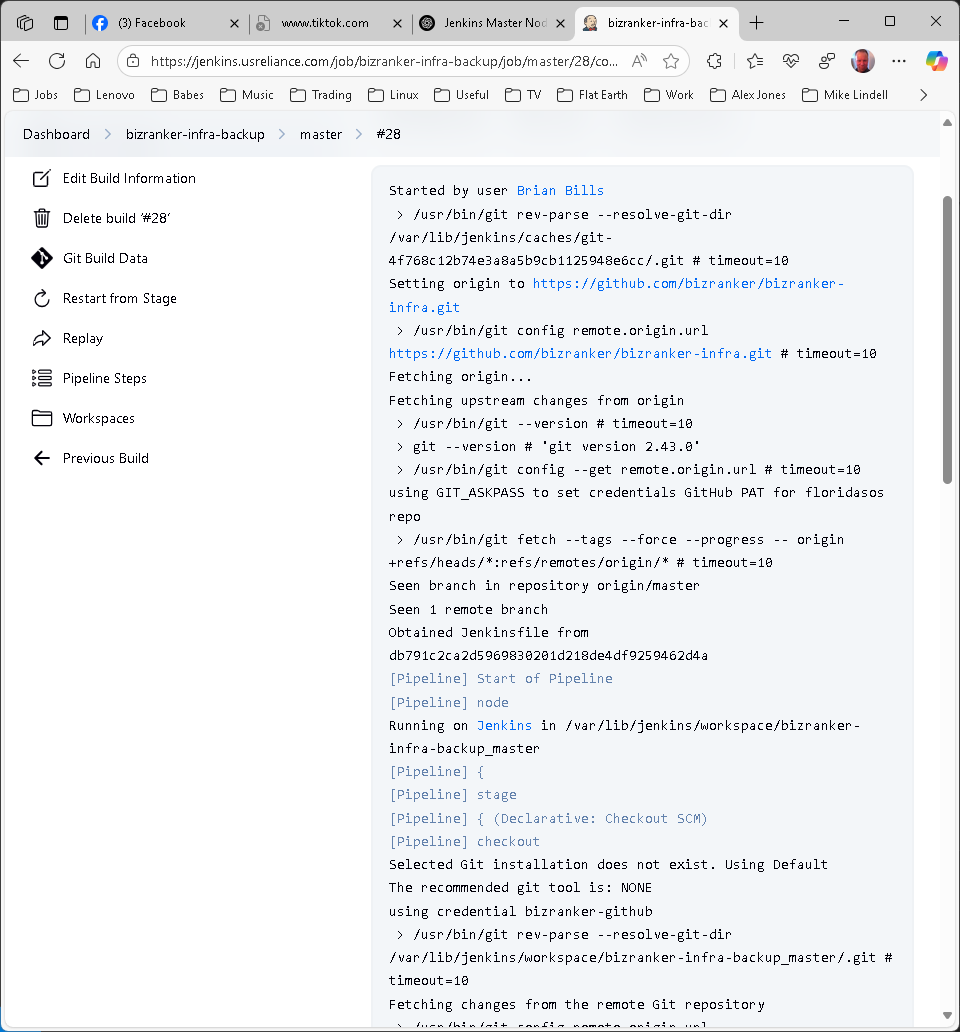 (3) Facebook
www.tiktok.com
Jenkins Master Nod
bizranker-infra-bac
https://jenkins.usreliance.com/job/bizranker-infra-backup/job/master/28/co...
Jobs
Lenovo
Babes
Music
Trading
Linux
Useful
TV
Flat Earth
Work
Alex Jones
Mike Lindell
Dashboard > bizranker-infra-backup > master > #28
Edit Build Information
Delete build ‘#28’
Git Build Data
Restart from Stage
Replay
Pipeline Steps
Workspaces
Previous Build
Started by user Brian Bills
> /usr/bin/git rev-parse --resolve-git-dir
/var/lib/jenkins/caches/git-
4f768c12b74e3a8a5b9cb1125948e6cc/.git # timeout=10
Setting origin to https://github.com/bizranker/bizranker-
infra.git
> /usr/bin/git config remote.origin.url
https://github.com/bizranker/bizranker-infra.git # timeout=10
Fetching origin...
Fetching upstream changes from origin
> /usr/bin/git --version # timeout=10
> git --version # 'git version 2.43.0'
> /usr/bin/git config --get remote.origin.url # timeout=10
using GIT_ASKPASS to set credentials GitHub PAT for floridasos
repo
> /usr/bin/git fetch --tags --force --progress -- origin
+refs/heads/*:refs/remotes/origin/* # timeout=10
Seen branch in repository origin/master
Seen 1 remote branch
Obtained Jenkinsfile from
db791c2ca2d5969830201d218de4df9259462d4a
[Pipeline] Start of Pipeline
[Pipeline] node
Running on Jenkins in /var/lib/jenkins/workspace/bizranker-
infra-backup_master
[Pipeline] {
[Pipeline] stage
[Pipeline] { (Declarative: Checkout SCM)
[Pipeline] checkout
Selected Git installation does not exist. Using Default
The recommended git tool is: NONE
using credential bizranker-github
> /usr/bin/git rev-parse --resolve-git-dir
/var/lib/jenkins/workspace/bizranker-infra-backup_master/.git #
timeout=10
Fetching changes from the remote Git repository
> /usr/bin/git config remote.origin.url